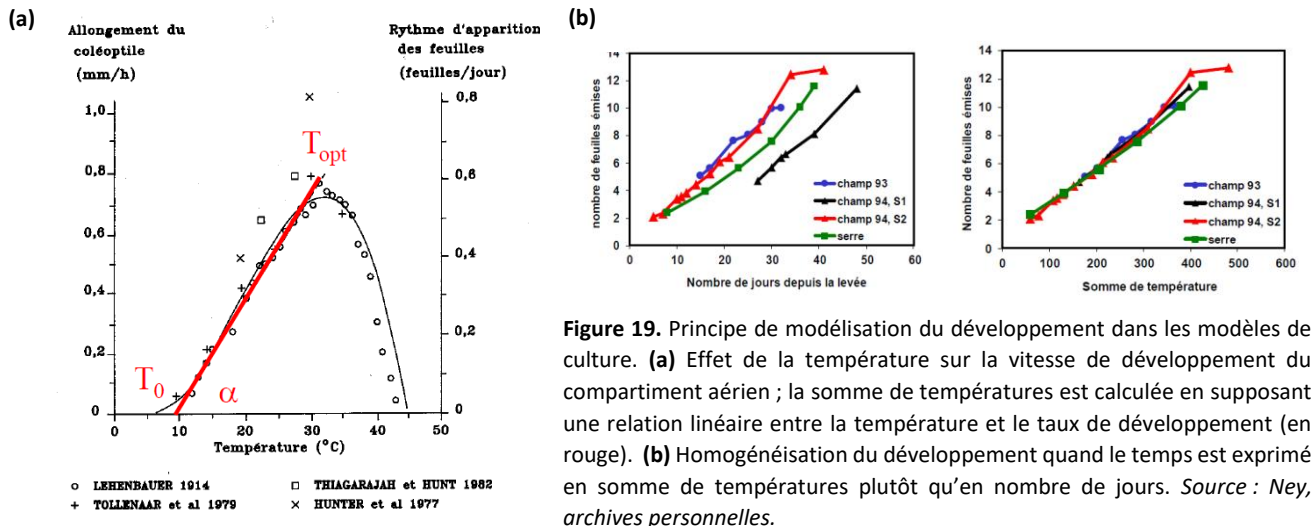 (a)
Allongement du
coléoptile
(mm/h)
Rythme d'apparition
des feuilles
(feuilles/jour)
1,0
0,8
0,6
0,4
0,2
0
0,8
0,6
0,4
0,2
0
T₀
α
Tₒₚₜ
0 10 20 30 40 50
Température (°C)
○ LEHENBAUER 1914
□ THIAGARAJAH et HUNT 1982
+ TOLLENAAR et al 1979
× HUNTER et al 1977
(b)
nombre de feuilles émises
14
12
10
8
6
4
2
0
0 10 20 30 40 50
Nombre de jours depuis la levée
champ 93
champ 94, S1
champ 94, S2
serre
Nombre de feuilles émises
14
12
10
8
6
4
2
0
0 100 200 300 400 500 600
Somme de température
champ 93
champ 94, S1
champ 94, S2
serre
Figure 19. Principe de modélisation du développement dans les modèles de
culture. (a) Effet de la température sur la vitesse de développement du
compartiment aérien ; la somme de températures est calculée en supposant
une relation linéaire entre la température et le taux de développement (en
rouge). (b) Homogénéisation du développement quand le temps est exprimé
en somme de températures plutôt qu'en nombre de jours. Source : Ney,
archives personnelles.